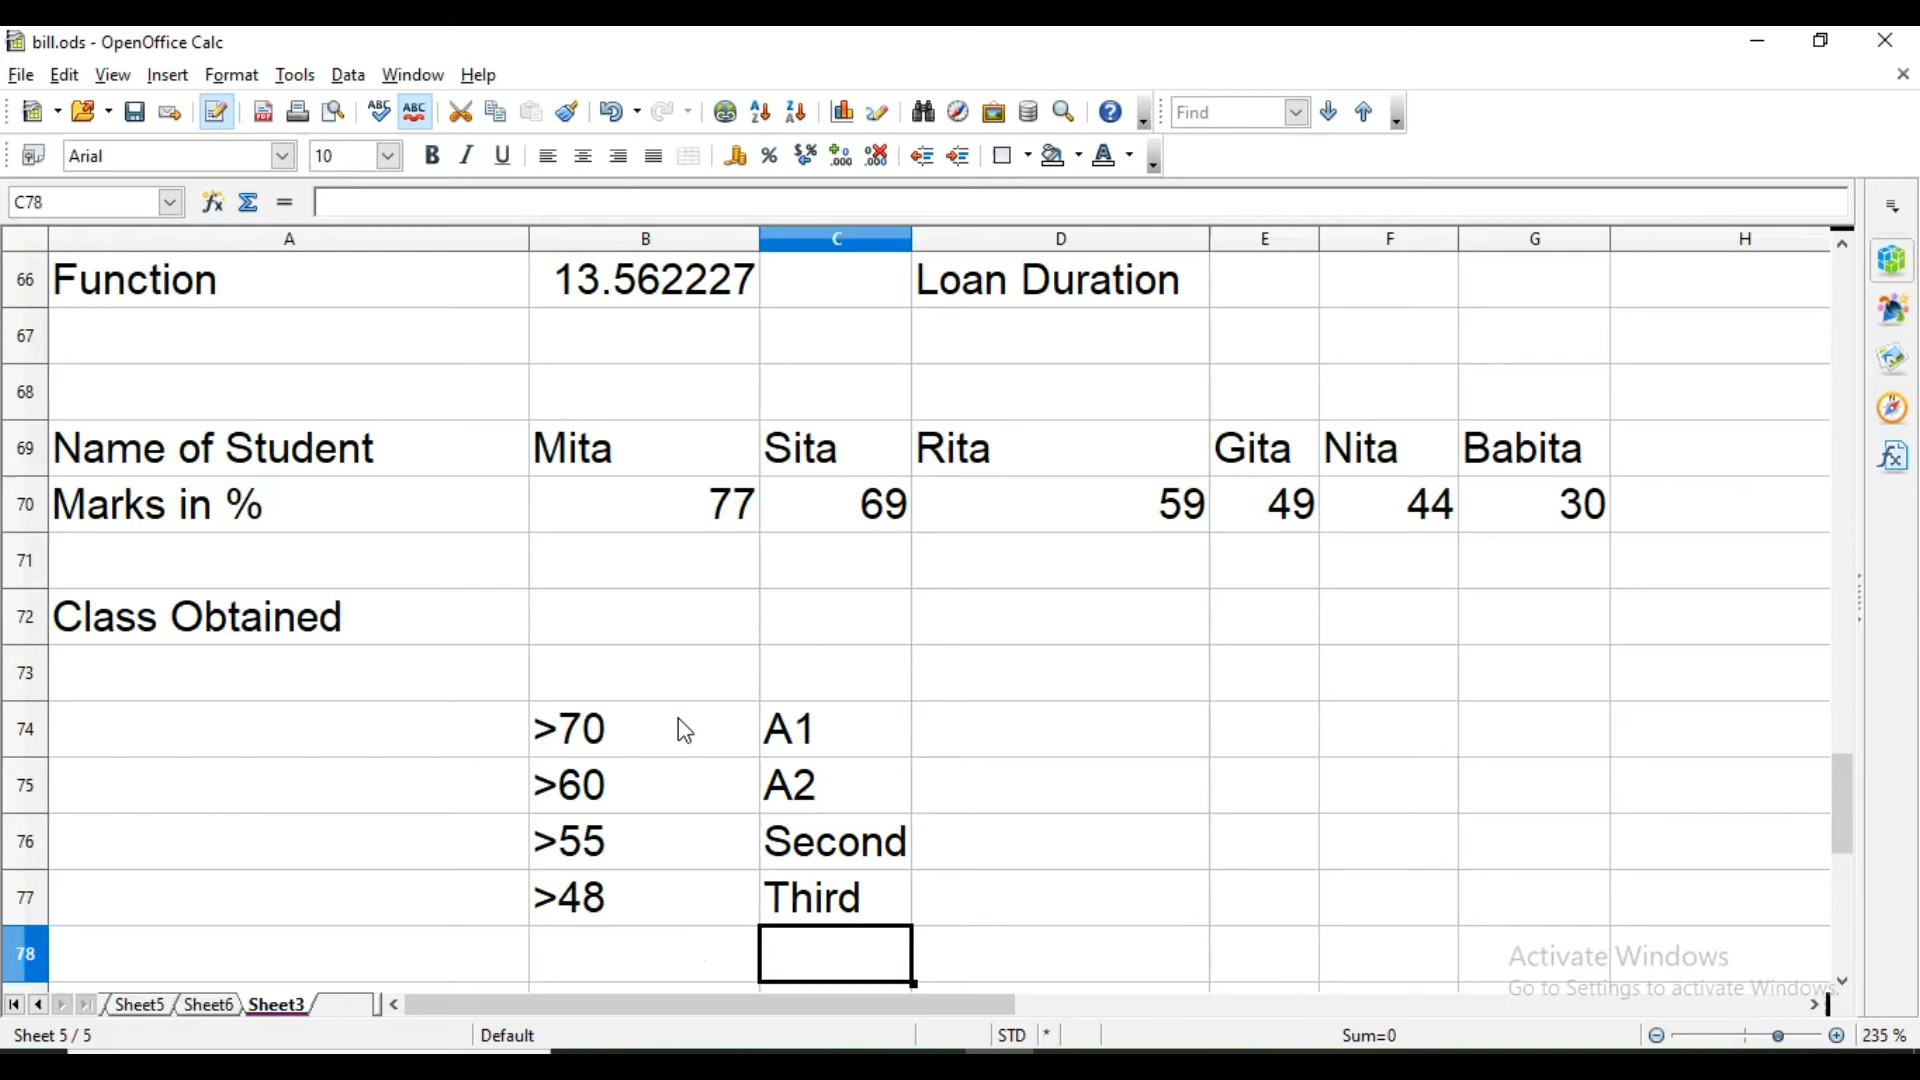 bill.ods - OpenOffice Calc
File Edit View Insert Format Tools Data Window Help
Find
Arial 10
C78
A B C D E F G H
66 Function 13.562227 Loan Duration
67
68
69 Name of Student Mita Sita Rita Gita Nita Babita
70 Marks in % 77 69 59 49 44 30
71
72 Class Obtained
73
74 >70 A1
75 >60 A2
76 >55 Second
77 >48 Third
78
Activate Windows
Go to Settings to activate Windows.
Sheet5 Sheet6 Sheet3
Sheet 5 / 5 Default STD * Sum=0 235 %